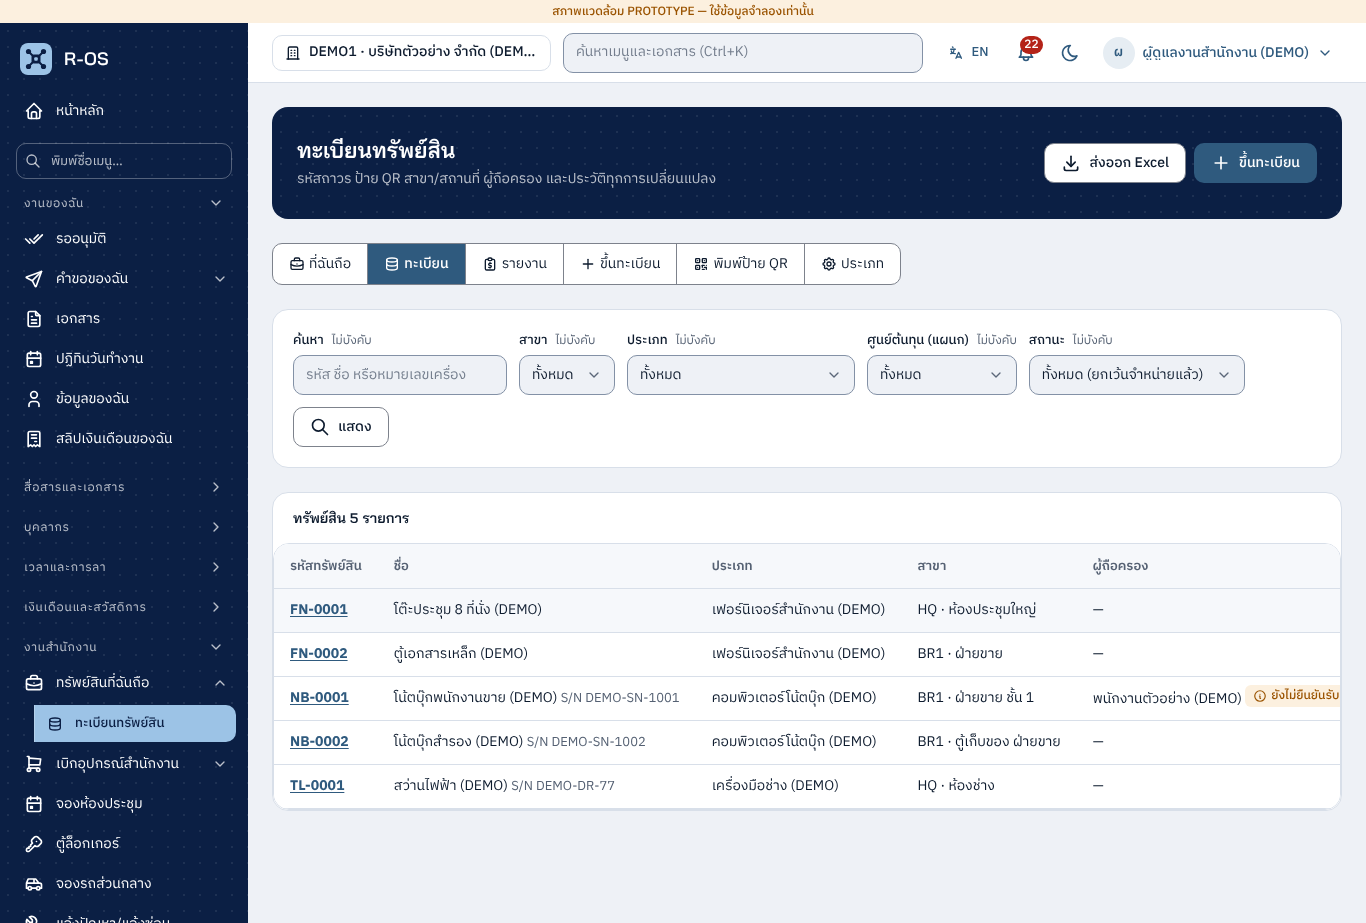 สภาพแวดล้อม PROTOTYPE — ใช้ข้อมูลจำลองเท่านั้น
R-OS
DEMO1 · บริษัทตัวอย่าง จำกัด (DEM...
ค้นหาเมนูและเอกสาร (Ctrl+K)
EN
22
ผ
ผู้ดูแลงานสำนักงาน (DEMO)
หน้าหลัก
พิมพ์ชื่อเมนู...
งานของฉัน
รออนุมัติ
คำขอของฉัน
เอกสาร
ปฏิทินวันทำงาน
ข้อมูลของฉัน
สลิปเงินเดือนของฉัน
สื่อสารและเอกสาร
บุคลากร
เวลาและการลา
เงินเดือนและสวัสดิการ
งานสำนักงาน
ทรัพย์สินที่ฉันถือ
ทะเบียนทรัพย์สิน
เบิกอุปกรณ์สำนักงาน
จองห้องประชุม
ตู้ล็อกเกอร์
จองรถส่วนกลาง
แจ้งปัญหา/แจ้งซ่อม
ทะเบียนทรัพย์สิน
รหัสถาวร ป้าย QR สาขา/สถานที่ ผู้ถือครอง และประวัติทุกการเปลี่ยนแปลง
ส่งออก Excel
ขึ้นทะเบียน
ที่ฉันถือ
ทะเบียน
รายงาน
ขึ้นทะเบียน
พิมพ์ป้าย QR
ประเภท
ค้นหา ไม่บังคับ
สาขา ไม่บังคับ
ประเภท ไม่บังคับ
ศูนย์ต้นทุน (แผนก) ไม่บังคับ
สถานะ ไม่บังคับ
รหัส ชื่อ หรือหมายเลขเครื่อง
ทั้งหมด
ทั้งหมด
ทั้งหมด
ทั้งหมด (ยกเว้นจำหน่ายแล้ว)
แสดง
ทรัพย์สิน 5 รายการ
รหัสทรัพย์สิน ชื่อ ประเภท สาขา ผู้ถือครอง
FN-0001 โต๊ะประชุม 8 ที่นั่ง (DEMO) เฟอร์นิเจอร์สำนักงาน (DEMO) HQ · ห้องประชุมใหญ่ —
FN-0002 ตู้เอกสารเหล็ก (DEMO) เฟอร์นิเจอร์สำนักงาน (DEMO) BR1 · ฝ่ายขาย —
NB-0001 โน้ตบุ๊กพนักงานขาย (DEMO) S/N DEMO-SN-1001 คอมพิวเตอร์โน้ตบุ๊ก (DEMO) BR1 · ฝ่ายขาย ชั้น 1 พนักงานตัวอย่าง (DEMO) ยังไม่ยืนยันรับ
NB-0002 โน้ตบุ๊กสำรอง (DEMO) S/N DEMO-SN-1002 คอมพิวเตอร์โน้ตบุ๊ก (DEMO) BR1 · ตู้เก็บของ ฝ่ายขาย —
TL-0001 สว่านไฟฟ้า (DEMO) S/N DEMO-DR-77 เครื่องมือช่าง (DEMO) HQ · ห้องช่าง —